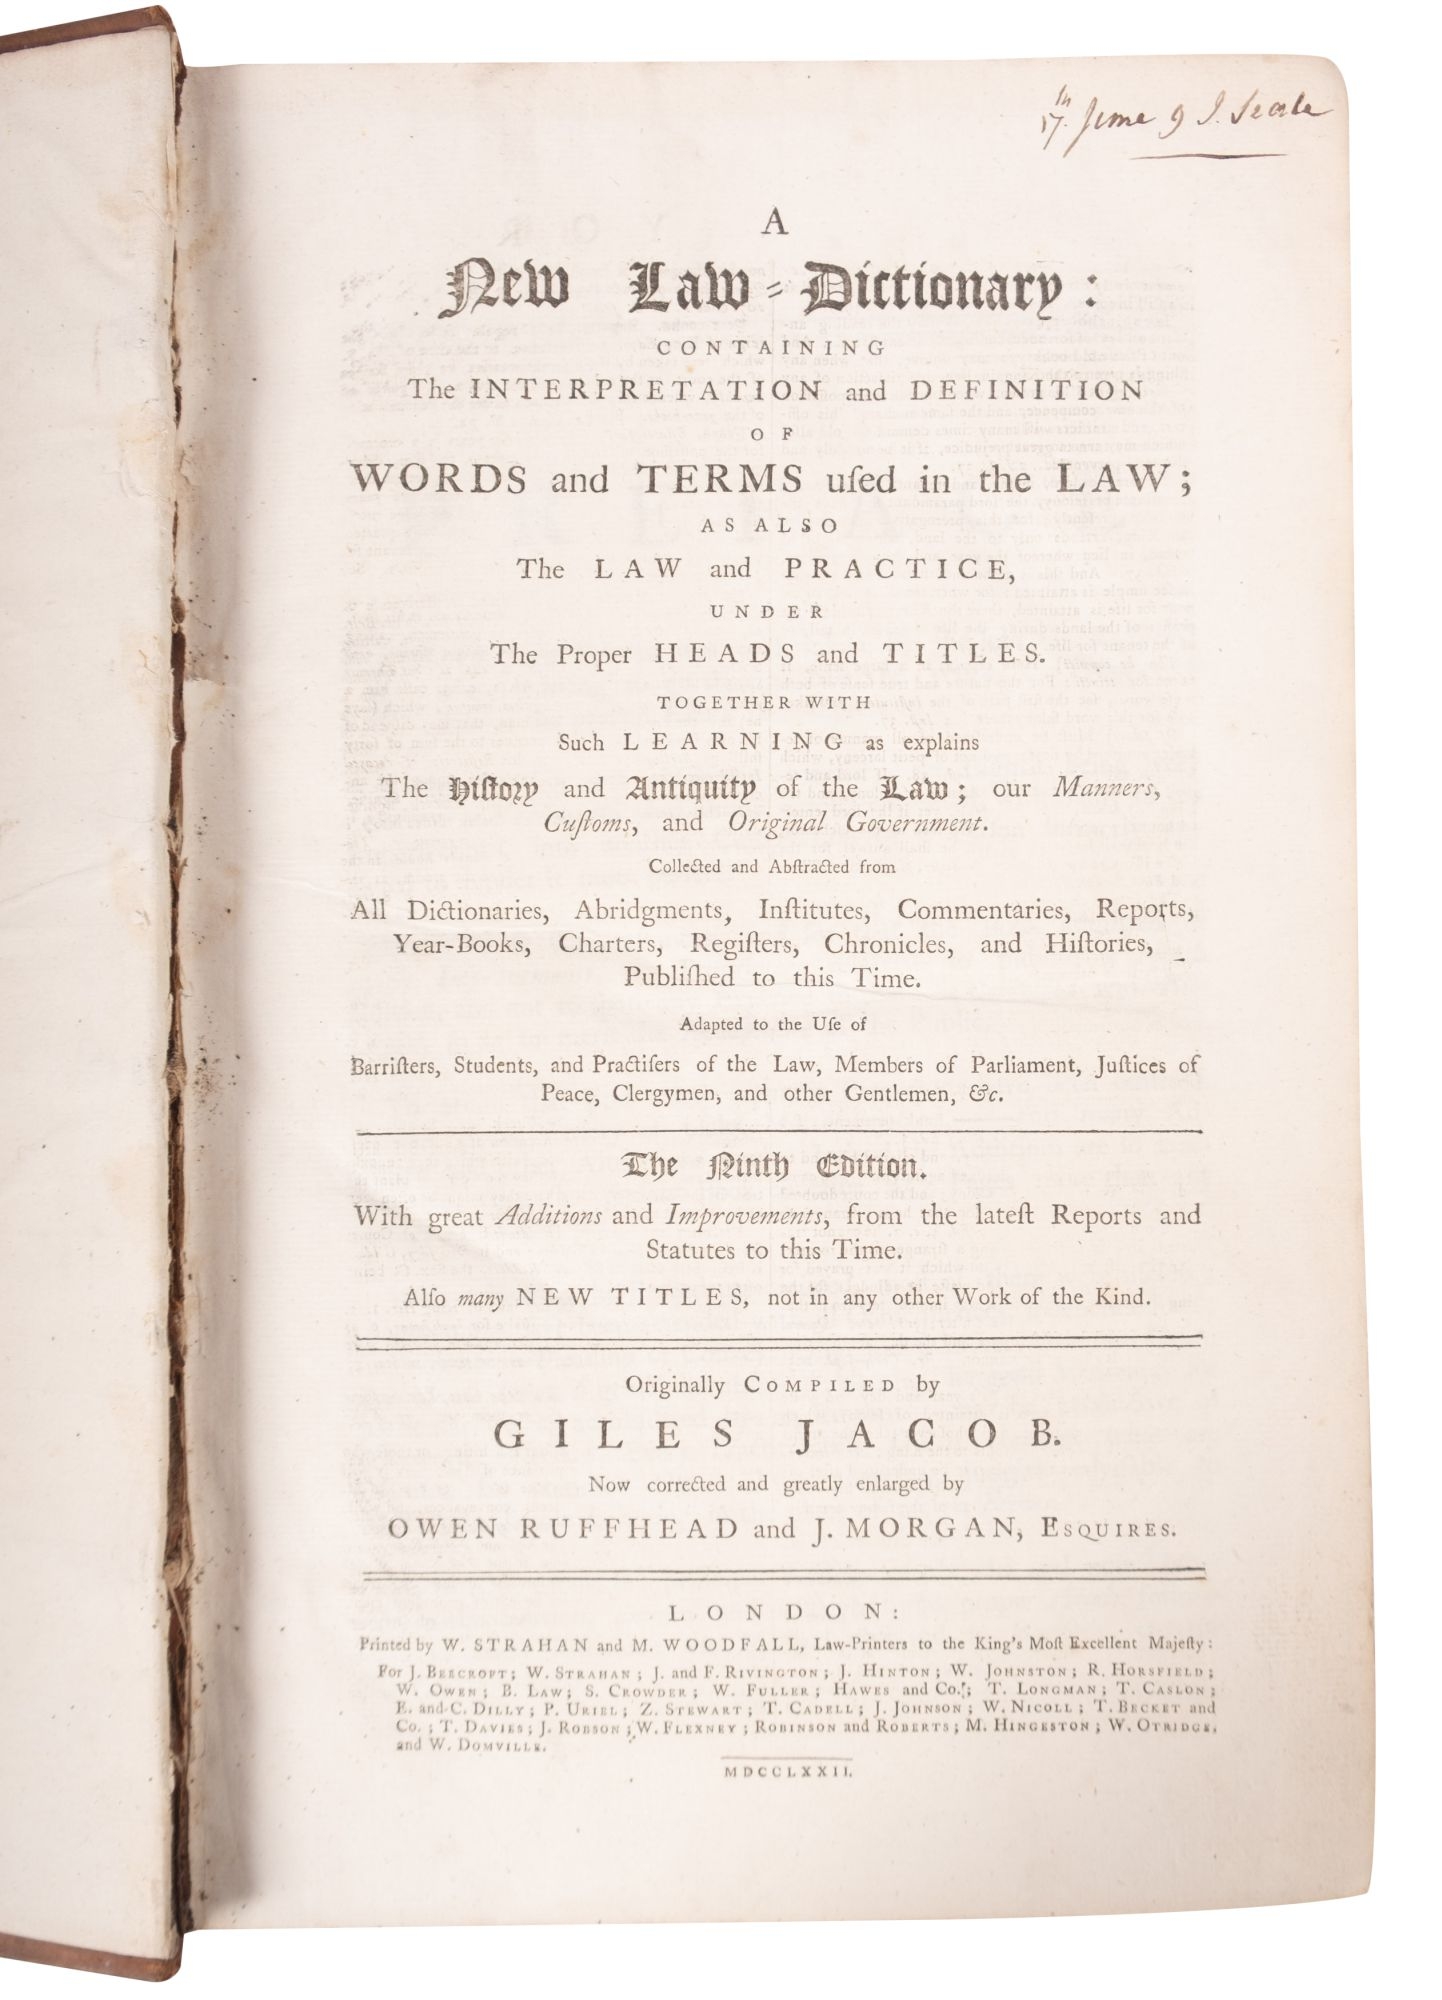 17th June 9 J. Searle
A
New Law-Dictionary:
CONTAINING
The INTERPRETATION and DEFINITION
OF
WORDS and TERMS uſed in the LAW;
AS ALSO
The LAW and PRACTICE,
UNDER
The Proper HEADS and TITLES.
TOGETHER WITH
Such LEARNING as explains
The Hiſtory and Antiquity of the Law; our Manners,
Cuſtoms, and Original Government.
Collected and Abſtracted from
All Dictionaries, Abridgments, Inſtitutes, Commentaries, Reports,
Year-Books, Charters, Regiſters, Chronicles, and Hiſtories,
Publiſhed to this Time.
Adapted to the Uſe of
Barriſters, Students, and Practiſers of the Law, Members of Parliament, Juſtices of
Peace, Clergymen, and other Gentlemen, &c.
The Ninth Edition.
With great Additions and Improvements, from the lateſt Reports and
Statutes to this Time.
Alſo many NEW TITLES, not in any other Work of the Kind.
Originally COMPILED by
GILES JACOB.
Now corrected and greatly enlarged by
OWEN RUFFHEAD and J. MORGAN, ESQUIRES.
LONDON:
Printed by W. STRAHAN and M. WOODFALL, Law-Printers to the King's Moſt Excellent Majeſty:
For J. BEECROFT; W. STRAHAN; J. and F. RIVINGTON; J. HINTON; W. JOHNSTON; R. HORSFIELD;
W. OWEN; B. LAW; S. CROWDER; W. FULLER; HAWES and Co.; T. LONGMAN; T. CASLON;
E. and C. DILLY; P. URIEL; Z. STEWART; T. CADELL; J. JOHNSON; W. NICOLL; T. BECKET and
Co.; T. DAVIES; J. ROBSON; W. FLEXNEY; ROBINSON and ROBERTS; M. HINGESTON; W. OTRIDGE,
and W. DOMVILLE.
MDCCLXXII.